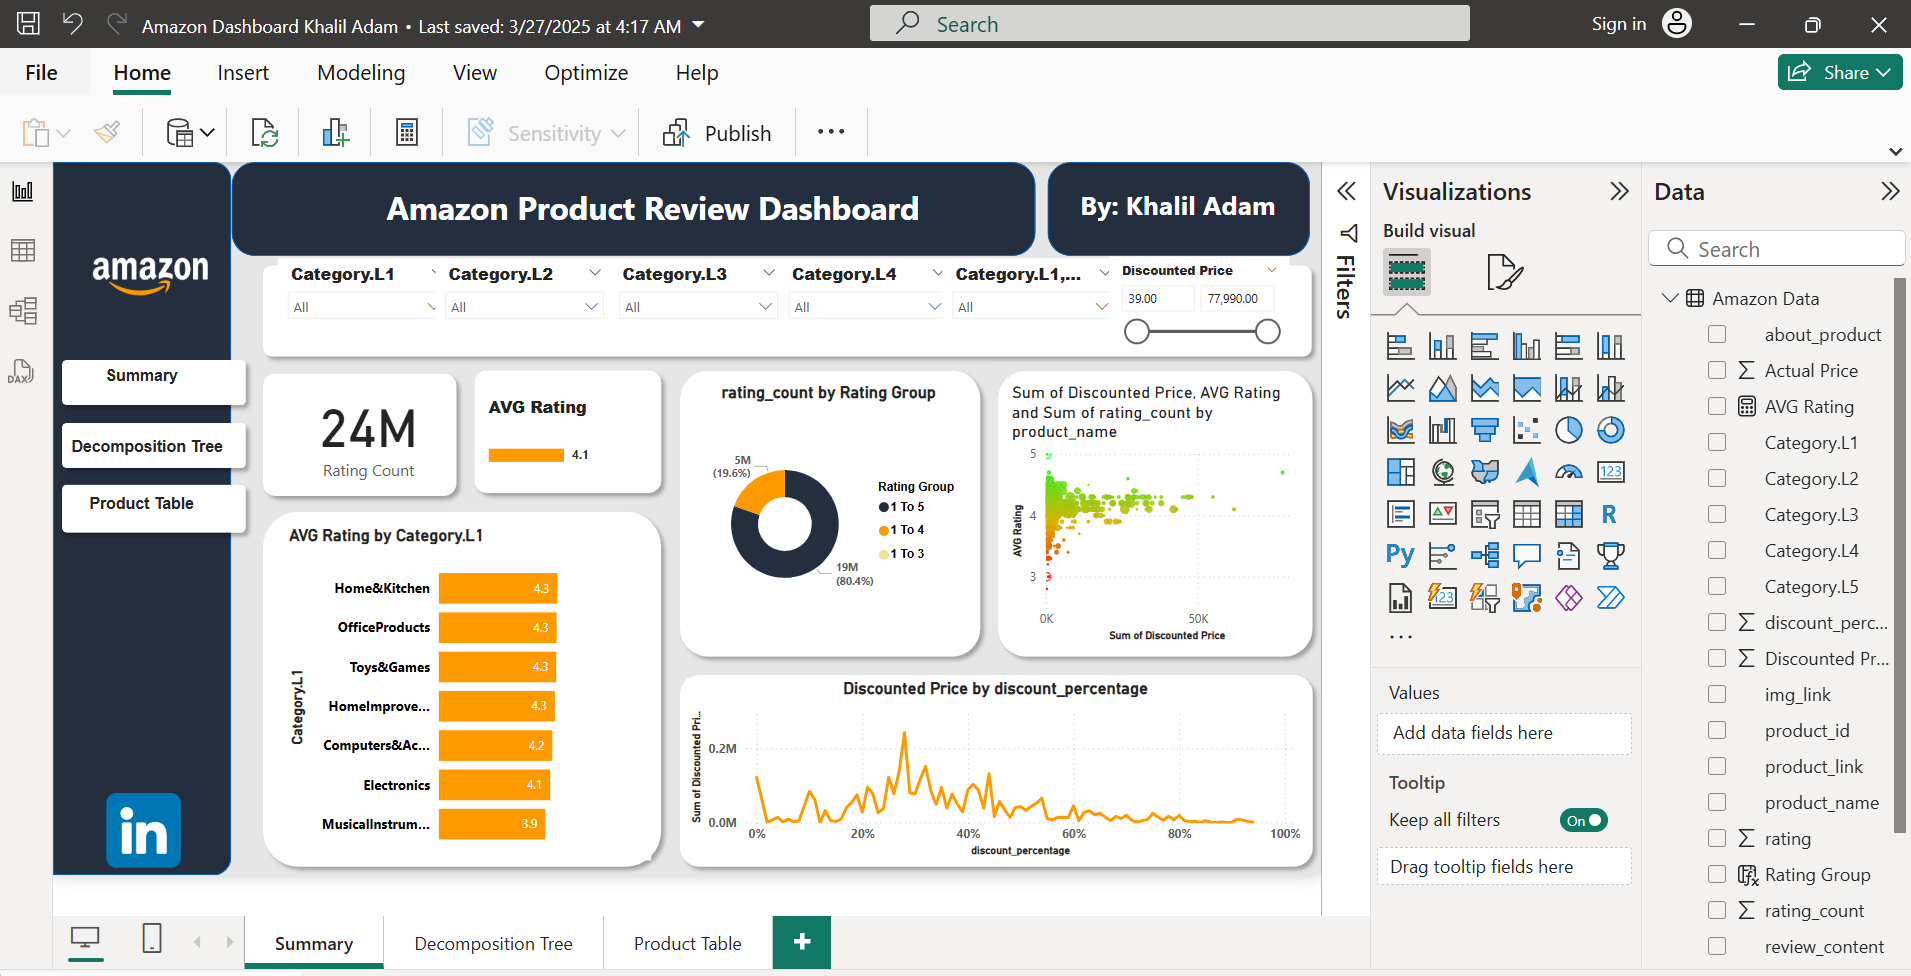 Amazon Dashboard Khalil Adam • Last saved: 3/27/2025 at 4:17 AM
Search
Sign in
File
Home
Insert
Modeling
View
Optimize
Help
Share
Sensitivity
Publish
amazon
Summary
Decomposition Tree
Product Table
in
Amazon Product Review Dashboard
By: Khalil Adam
Category.L1
All
Category.L2
All
Category.L3
All
Category.L4
All
Category.L1,...
All
Discounted Price
39.00
77,990.00
24M
Rating Count
AVG Rating
4.1
rating_count by Rating Group
5M
(19.6%)
19M
(80.4%)
Rating Group
1 To 5
1 To 4
1 To 3
Sum of Discounted Price, AVG Rating
and Sum of rating_count by
product_name
AVG Rating
5
4
3
0K
50K
Sum of Discounted Price
AVG Rating by Category.L1
Category.L1
Home&Kitchen
4.3
OfficeProducts
4.3
Toys&Games
4.3
HomeImprove...
4.3
Computers&Ac...
4.2
Electronics
4.1
MusicalInstrum...
3.9
Discounted Price by discount_percentage
Sum of Discounted Pri...
0.2M
0.0M
0%
20%
40%
60%
80%
100%
discount_percentage
Summary
Decomposition Tree
Product Table
+
Filters
Visualizations
Build visual
123
R
Py
123
...
Values
Add data fields here
Tooltip
Keep all filters
On
Drag tooltip fields here
Data
Search
Amazon Data
about_product
Actual Price
AVG Rating
Category.L1
Category.L2
Category.L3
Category.L4
Category.L5
discount_perc...
Discounted Pr...
img_link
product_id
product_link
product_name
rating
Rating Group
rating_count
review_content
DAX